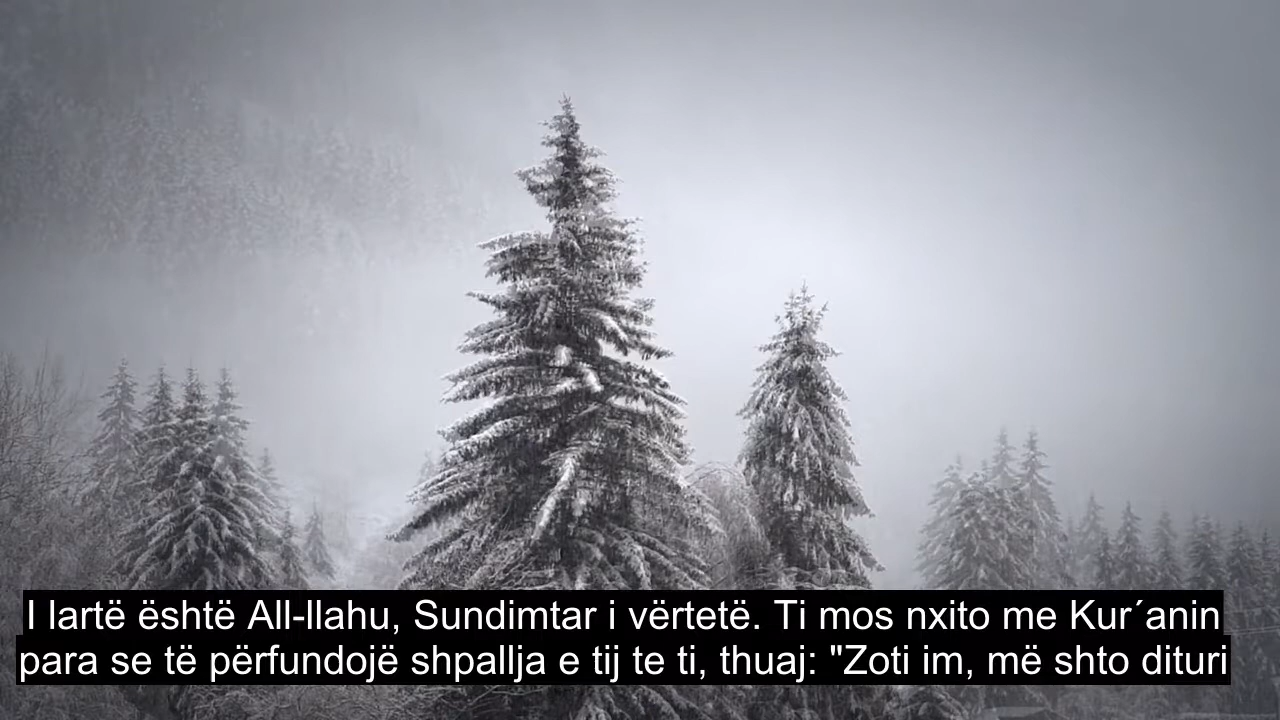 I lartë është All-llahu, Sundimtar i vërtetë. Ti mos nxito me Kur´anin
para se të përfundojë shpallja e tij te ti, thuaj: "Zoti im, më shto dituri